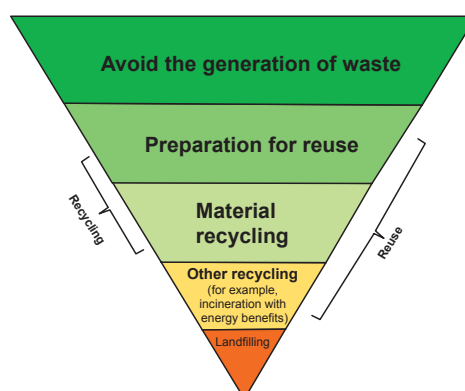 Avoid the generation of waste
Preparation for reuse
Recycling
Material
recycling
Reuse
Other recycling
(for example,
incineration with
energy benefits)
Landfilling